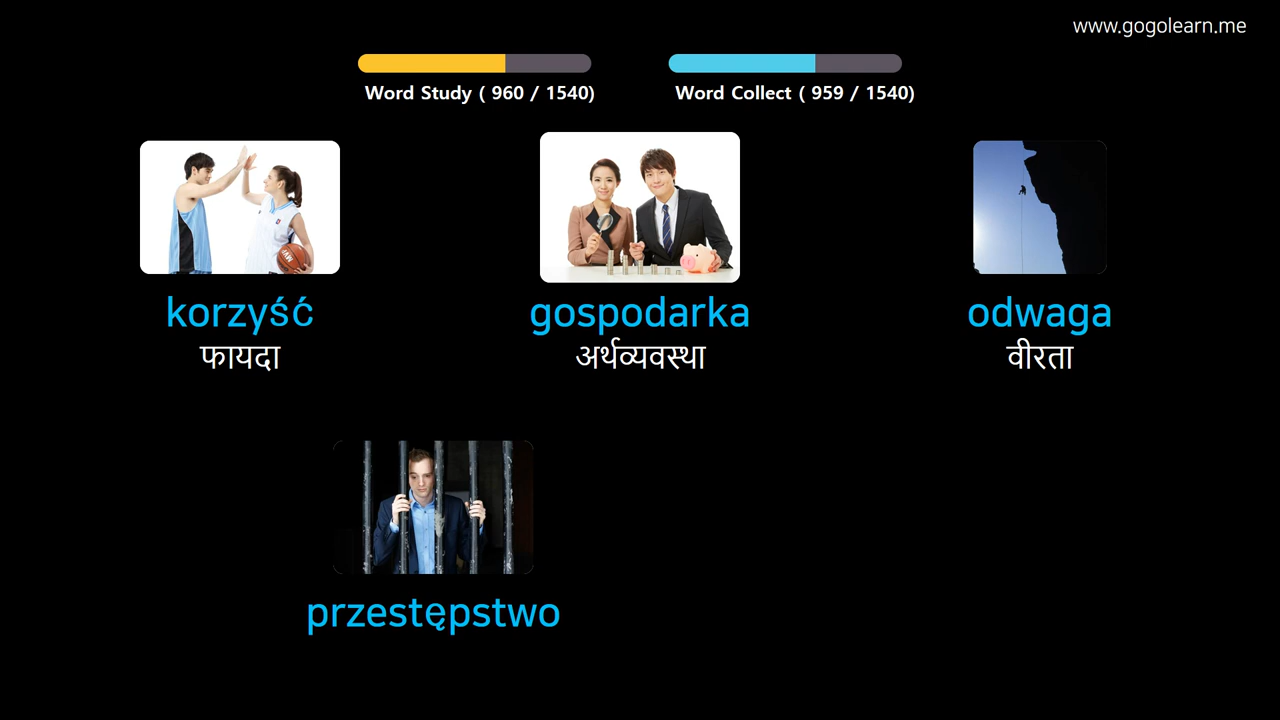 www.gogolearn.me
Word Study ( 960 / 1540)
Word Collect ( 959 / 1540)
korzyść
फायदा
gospodarka
अर्थव्यवस्था
odwaga
वीरता
przestępstwo